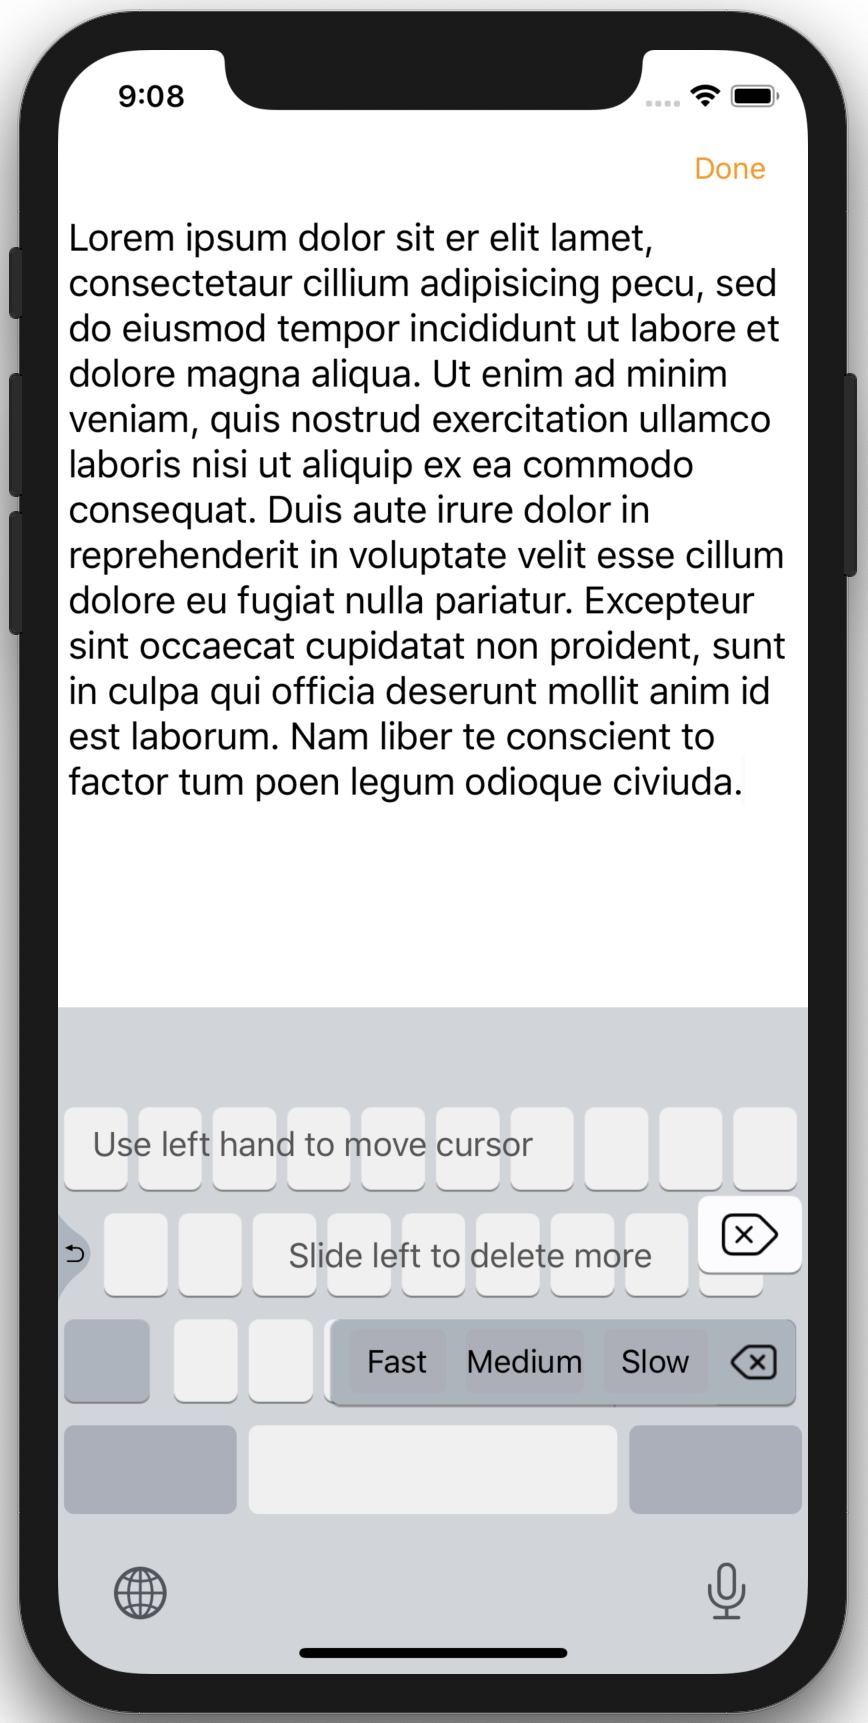 9:08
Done
Lorem ipsum dolor sit er elit lamet,
consectetaur cillium adipisicing pecu, sed
do eiusmod tempor incididunt ut labore et
dolore magna aliqua. Ut enim ad minim
veniam, quis nostrud exercitation ullamco
laboris nisi ut aliquip ex ea commodo
consequat. Duis aute irure dolor in
reprehenderit in voluptate velit esse cillum
dolore eu fugiat nulla pariatur. Excepteur
sint occaecat cupidatat non proident, sunt
in culpa qui officia deserunt mollit anim id
est laborum. Nam liber te conscient to
factor tum poen legum odioque civiuda.
Use left hand to move cursor
Slide left to delete more
Fast Medium Slow